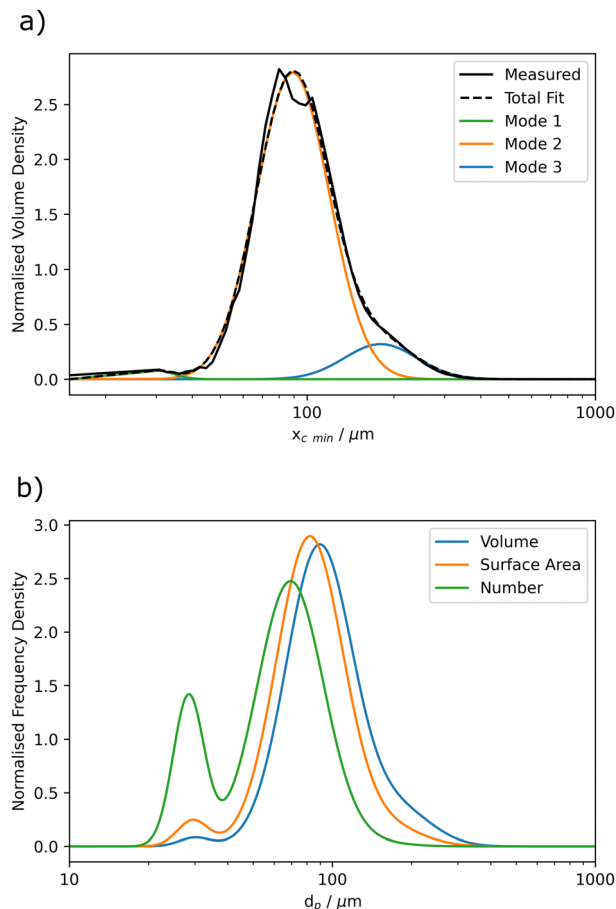 a)
Normalised Volume Density
2.5
2.0
1.5
1.0
0.5
0.0
Measured
Total Fit
Mode 1
Mode 2
Mode 3
100
1000
x_c min / μm
b)
Normalised Frequency Density
3.0
2.5
2.0
1.5
1.0
0.5
0.0
Volume
Surface Area
Number
10
100
1000
d_p / μm